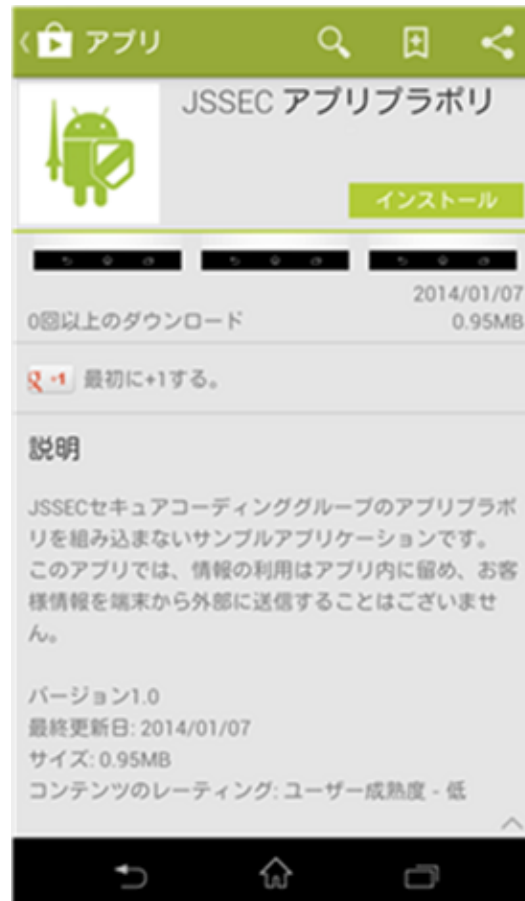 アプリ
JSSEC アプリプラポリ
インストール
2014/01/07
0回以上のダウンロード
0.95MB
+1 最初に+1する。
説明
JSSECセキュアコーディンググループのアプリプラポ
リを組み込まないサンプルアプリケーションです。
このアプリでは、情報の利用はアプリ内に留め、お客
様情報を端末から外部に送信することはございませ
ん。
バージョン1.0
最終更新日: 2014/01/07
サイズ: 0.95MB
コンテンツのレーティング: ユーザー成熟度 - 低